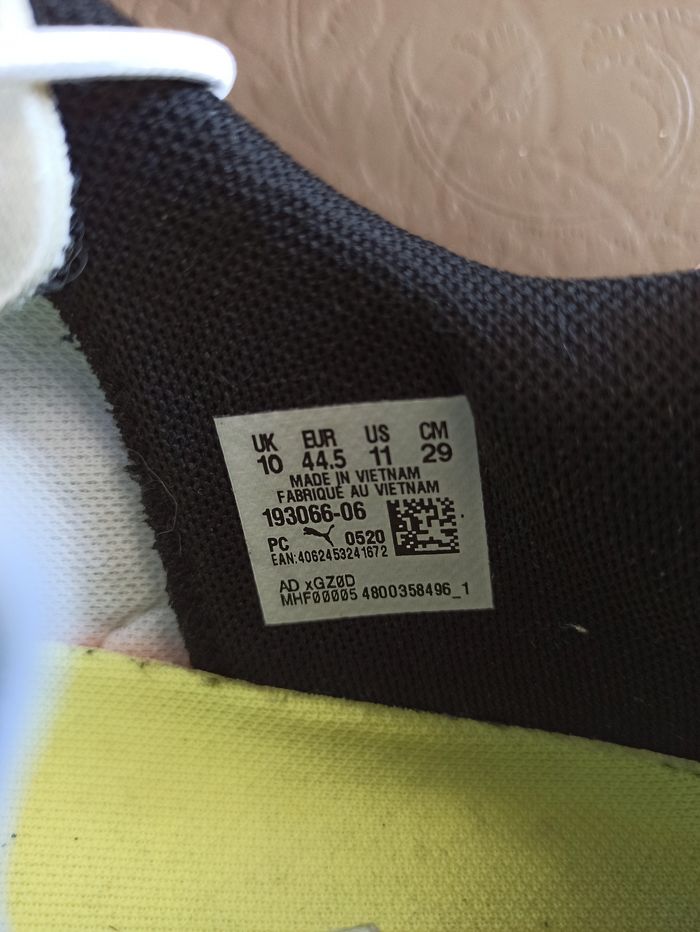 UK EUR US CM
10 44.5 11 29
MADE IN VIETNAM
FABRIQUÉ AU VIETNAM
193066-06
PC 0520
EAN:4062453241672
AD xGZ0D
MHF00005 4800358496_1